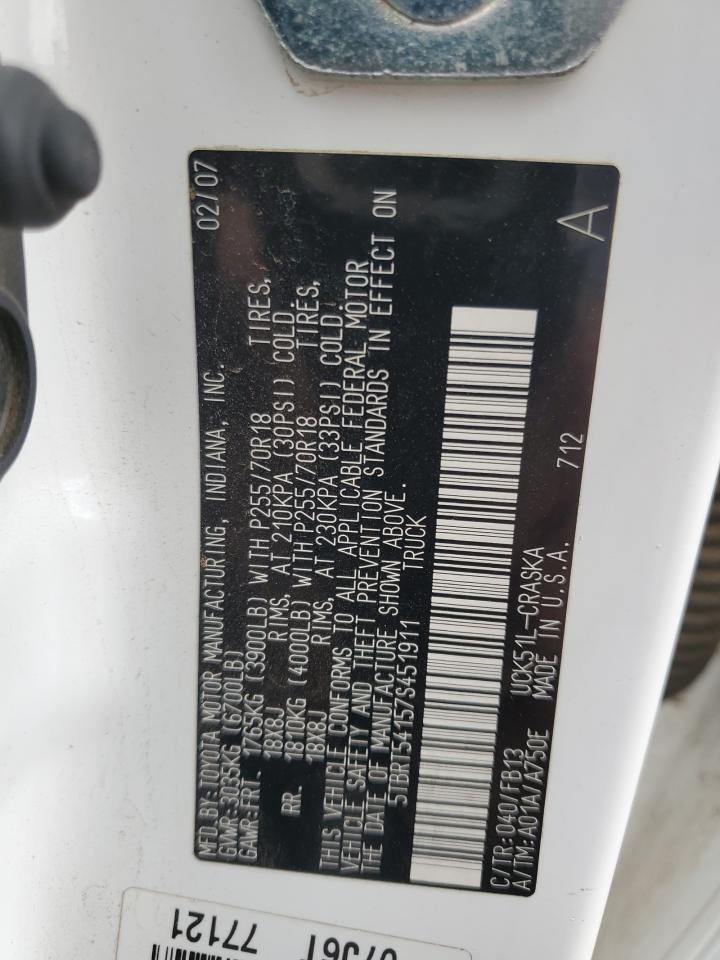 MFD.BY:TOYOTA MOTOR MANUFACTURING, INDIANA, INC. 02/07
GVWR:3035KG(6700LB)
GAWR:FRT. 1765KG (3900LB) WITH P255/70R18 TIRES,
18X8J RIMS, AT 210KPA (30PSI) COLD.
RR. 1810KG (4000LB) WITH P255/70R18 TIRES,
18X8J RIMS, AT 230KPA (33PSI) COLD.
THIS VEHICLE CONFORMS TO ALL APPLICABLE FEDERAL MOTOR
VEHICLE SAFETY AND THEFT PREVENTION STANDARDS IN EFFECT ON
THE DATE OF MANUFACTURE SHOWN ABOVE.
5TBRT54157S451911 TRUCK
C/TR:040/FB13 UCK51L-CRASKA 712
A/TM:A01A/A750E MADE IN U.S.A. A
77121